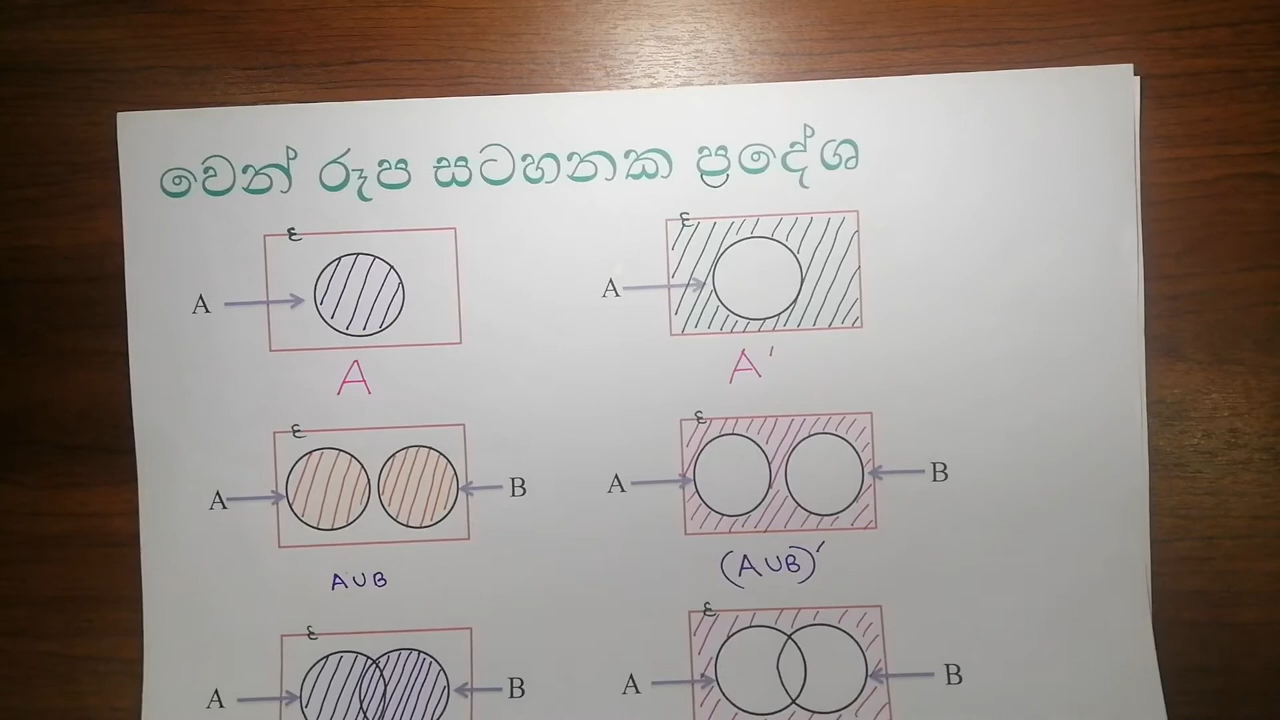 වෙන් රූප සටහනක ප්‍රදේශ
ε ε
A A
A A'
ε ε
A B A B
A∪B (A∪B)'
ε ε
A B A B